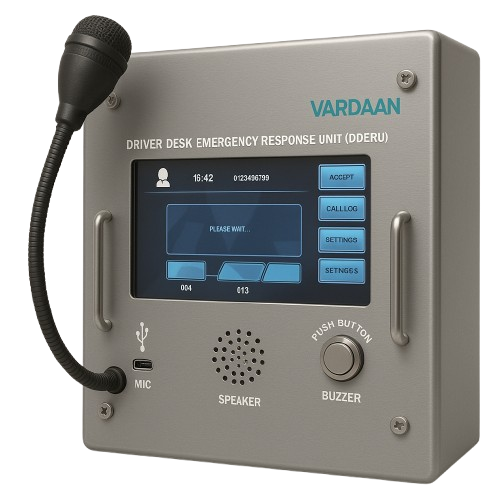 VARDAAN
DRIVER DESK EMERGENCY RESPONSE UNIT (DDERU)
16:42 0123496799
ACCEPT
CALL LOG
PLEASE WAIT...
SETTINGS
SETNGGS
004 013
PUSH BUTTON
MIC
SPEAKER
BUZZER